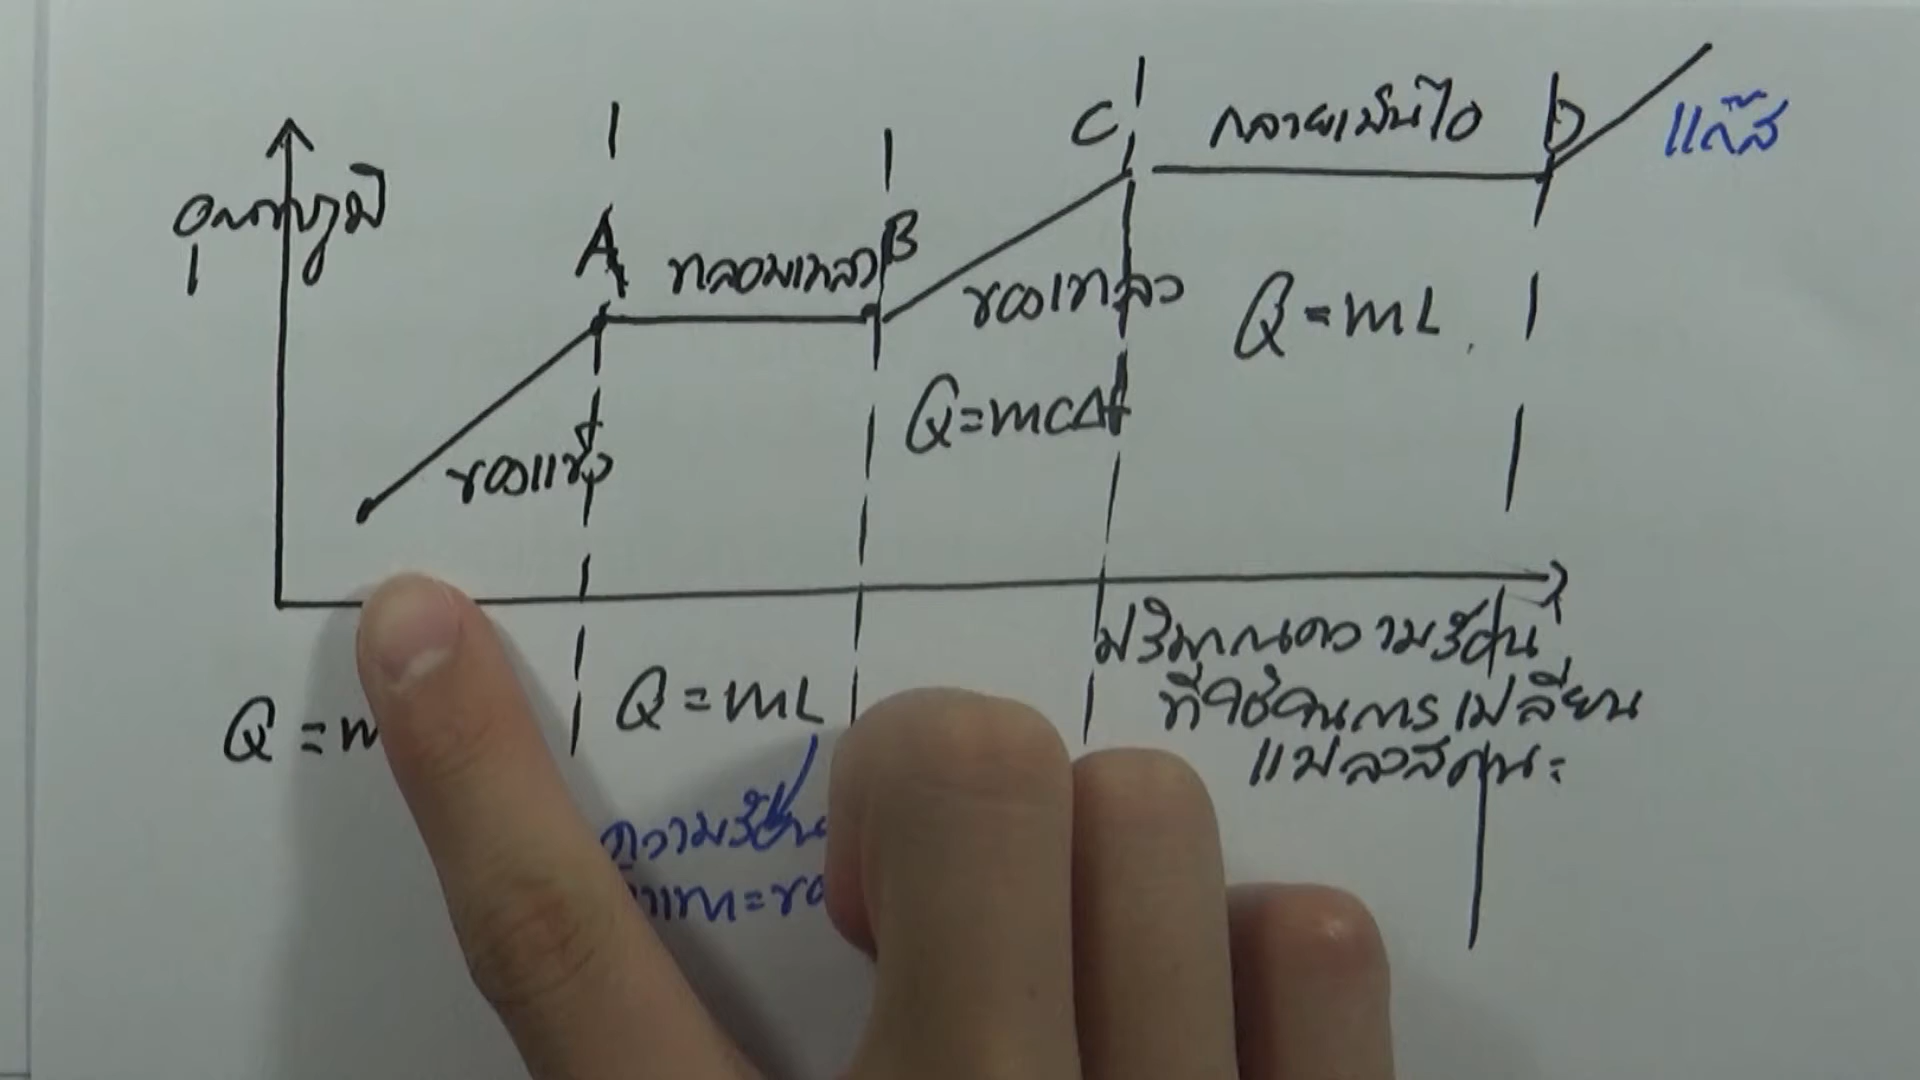 อุณหภูมิ
A
หลอมเหลว
B
C
กลายเป็นไอ
D
แก๊ส
ของแข็ง
ของเหลว
Q = mcΔt
Q = mL
Q = m
Q = mL
ความร้อน
ปริมาณความร้อน
ที่ใช้ในการเปลี่ยน
แปลงสถานะ